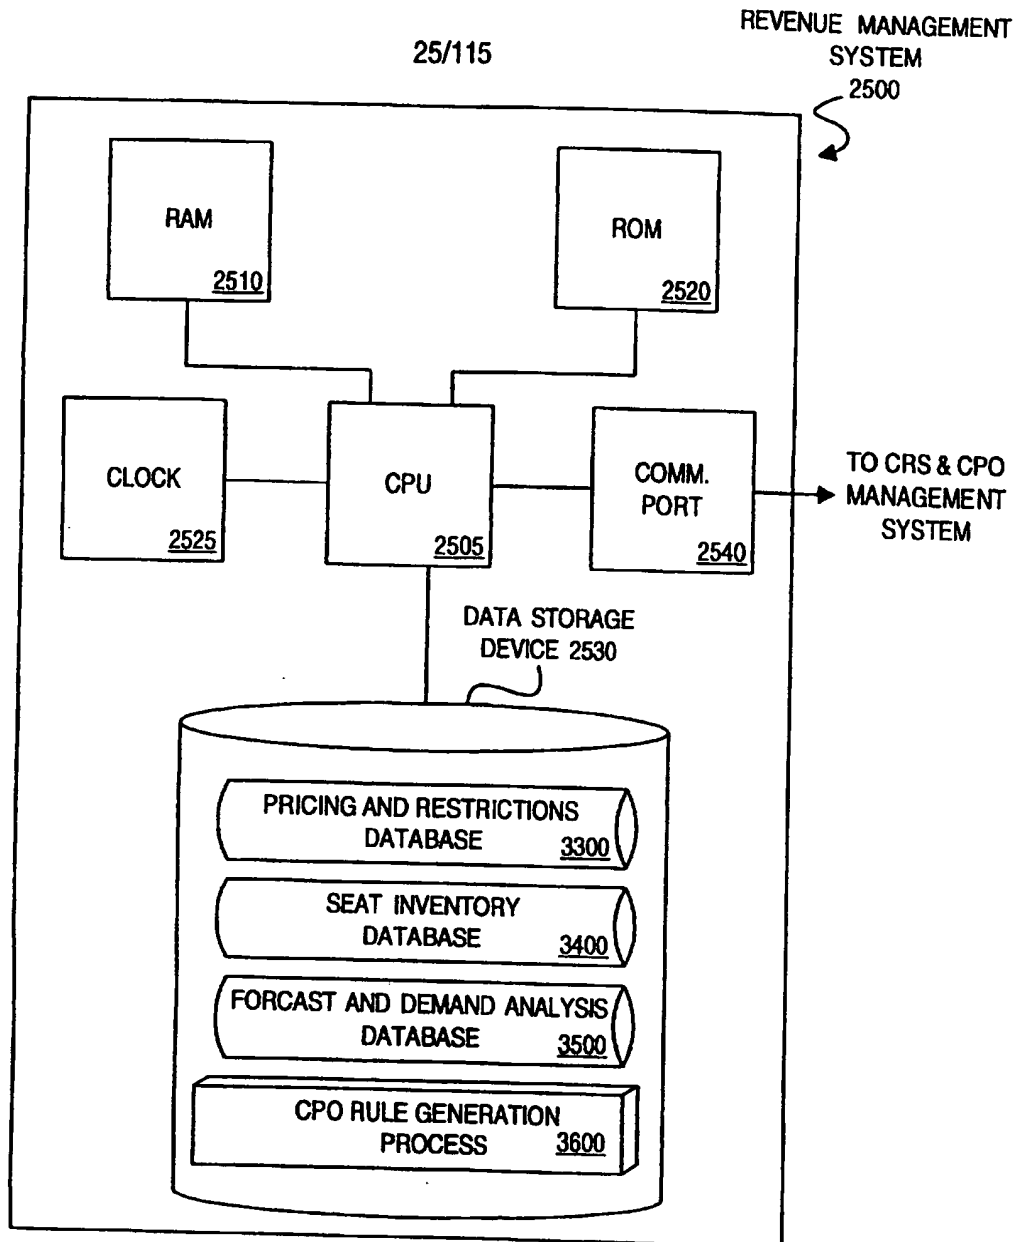 25/115
REVENUE MANAGEMENT
SYSTEM
2500
RAM
2510
ROM
2520
CLOCK
2525
CPU
2505
COMM.
PORT
2540
TO CRS & CPO
MANAGEMENT
SYSTEM
DATA STORAGE
DEVICE 2530
PRICING AND RESTRICTIONS
DATABASE 3300
SEAT INVENTORY
DATABASE 3400
FORCAST AND DEMAND ANALYSIS
DATABASE 3500
CPO RULE GENERATION
PROCESS 3600